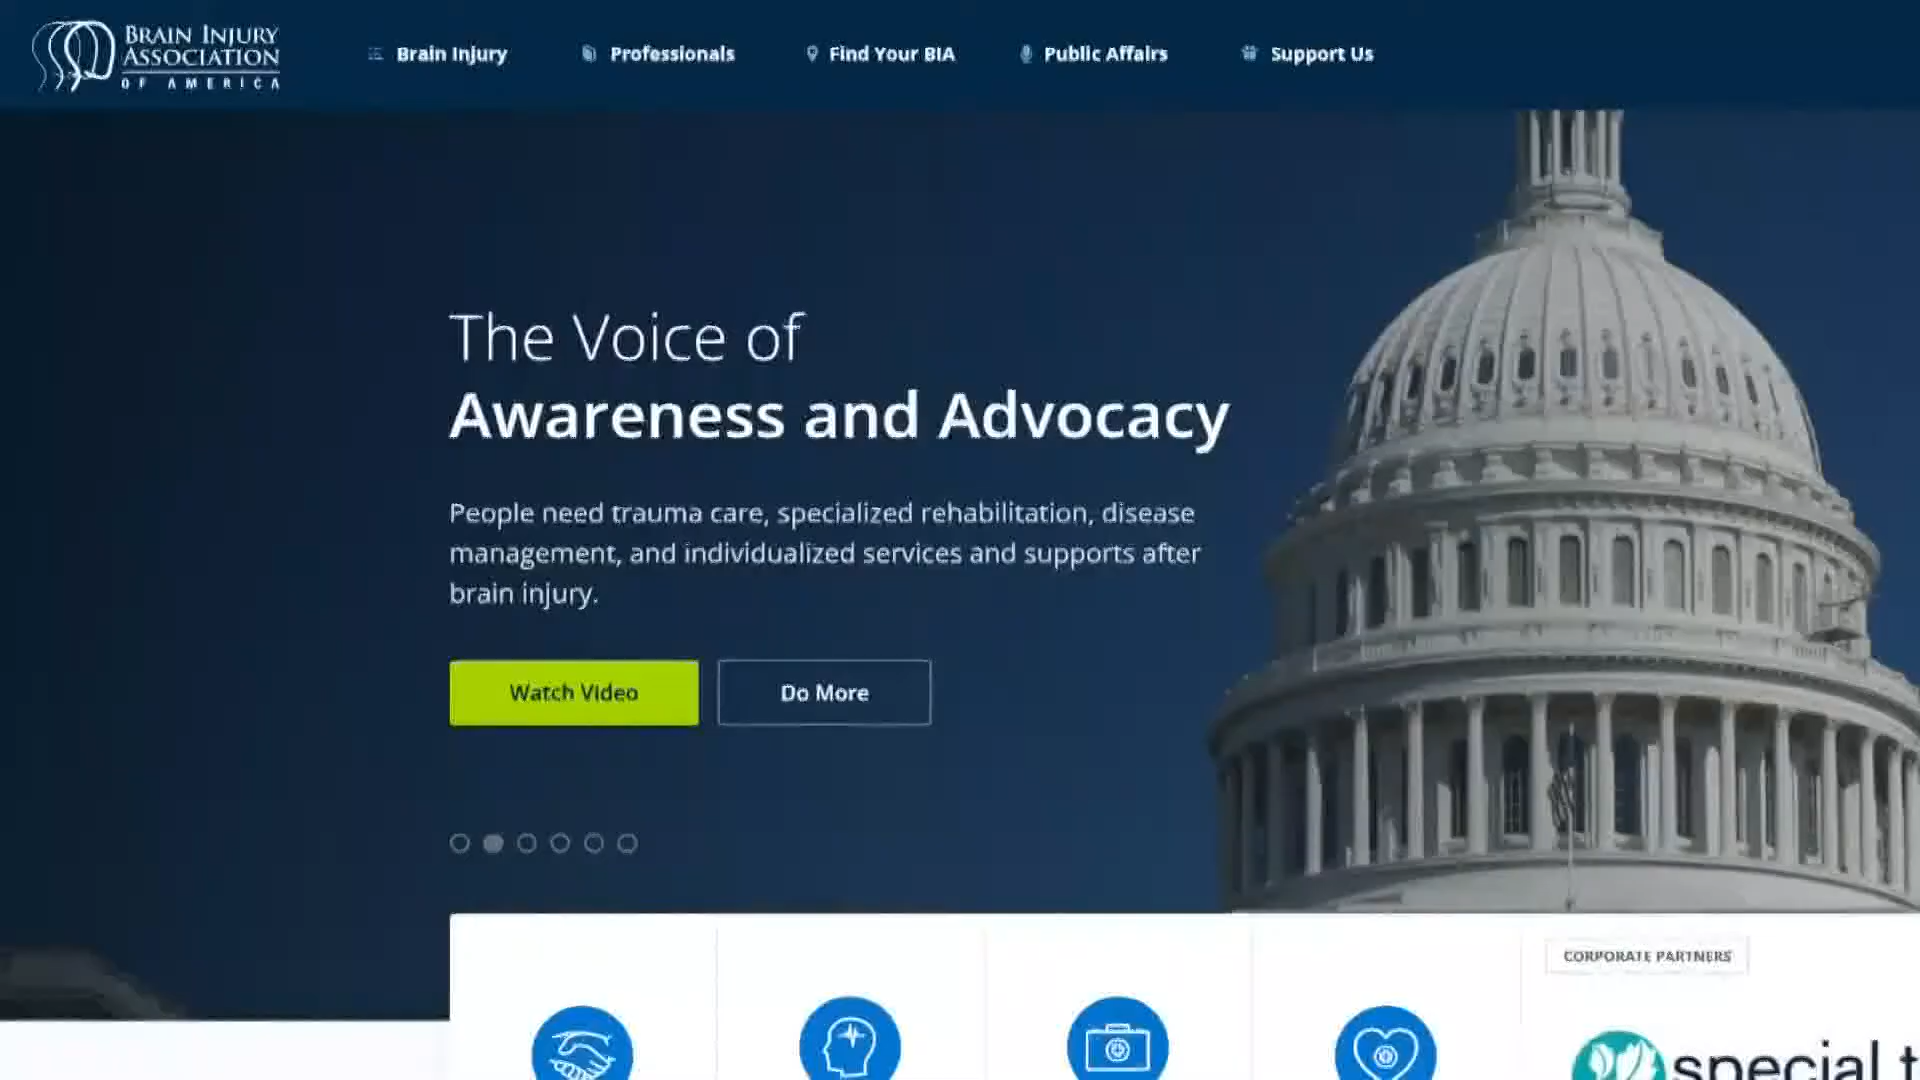 BRAIN INJURY
ASSOCIATION
OF AMERICA
Brain Injury
Professionals
Find Your BIA
Public Affairs
Support Us
The Voice of
Awareness and Advocacy
People need trauma care, specialized rehabilitation, disease
management, and individualized services and supports after
brain injury.
Watch Video
Do More
CORPORATE PARTNERS
special